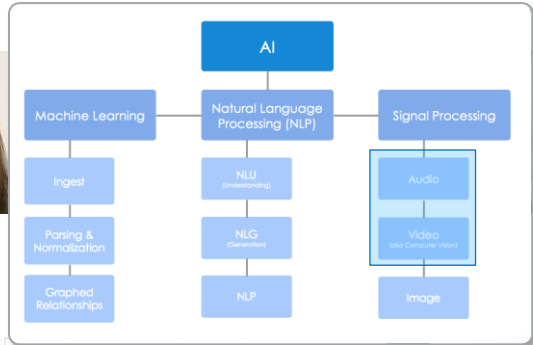 AI
Machine Learning
Natural Language
Processing (NLP)
Signal Processing
Ingest
Parsing &
Normalization
Graphed
Relationships
NLU
(Understanding)
NLG
(Generation)
NLP
Audio
Video
(aka Computer Vision)
Image